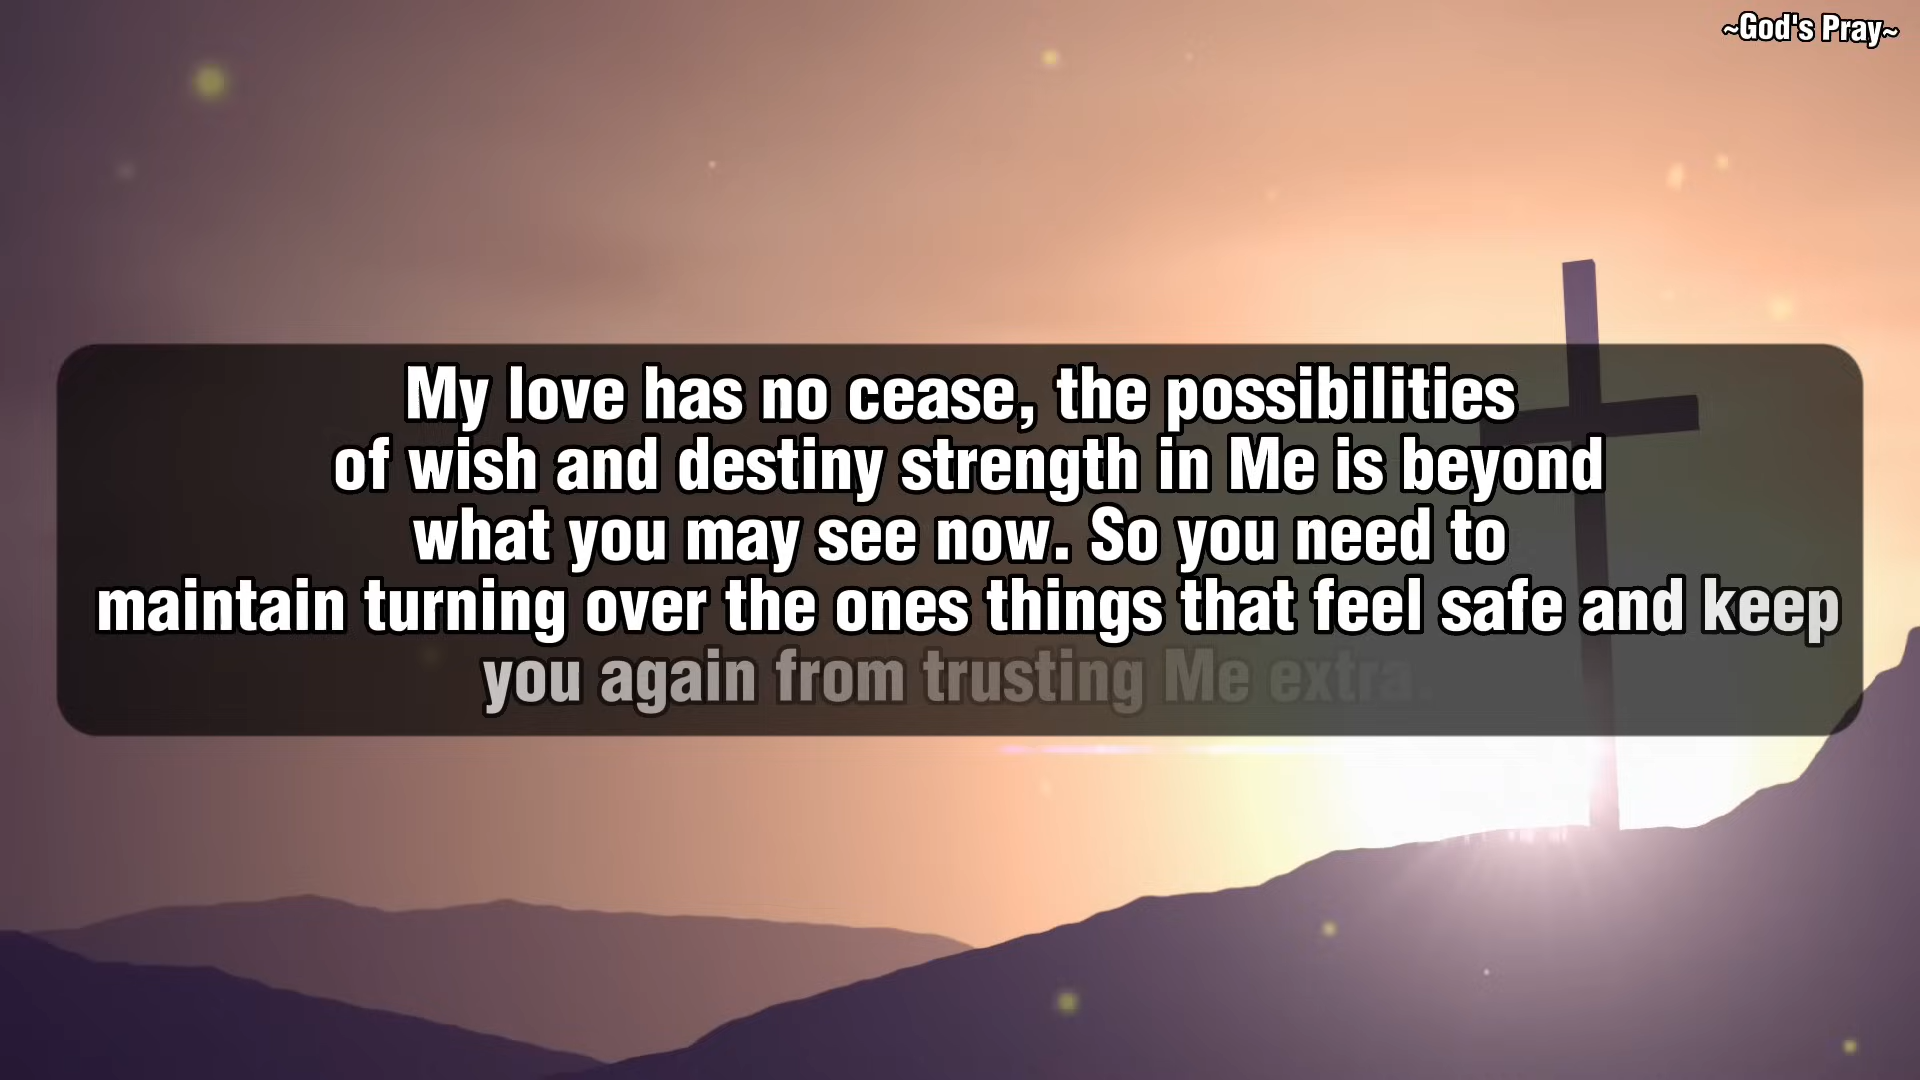 ~God's Pray~
My love has no cease, the possibilities
of wish and destiny strength in Me is beyond
what you may see now. So you need to
maintain turning over the ones things that feel safe and keep
you again from trusting Me extra.